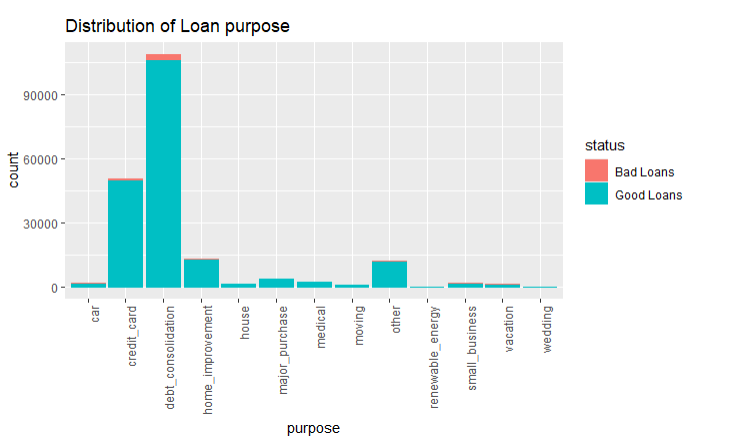 Distribution of Loan purpose
count
90000
60000
30000
0
car
credit_card
debt_consolidation
home_improvement
house
major_purchase
medical
moving
other
renewable_energy
small_business
vacation
wedding
purpose
status
Bad Loans
Good Loans